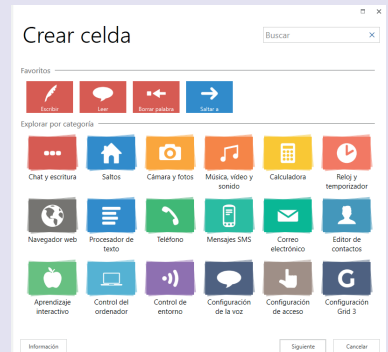 Crear celda
Buscar
Favoritos
Escribir
Leer
Borrar palabra
Saltar a
Explorar por categoría
Chat y escritura
Saltos
Cámara y fotos
Música, vídeo y
sonido
Calculadora
Reloj y
temporizador
Navegador web
Procesador de
texto
Teléfono
Mensajes SMS
Correo
electrónico
Editor de
contactos
Aprendizaje
interactivo
Control del
ordenador
Control de
entorno
Configuración
de la voz
Configuración
de acceso
G
Configuración
Grid 3
Información
Siguiente
Cancelar